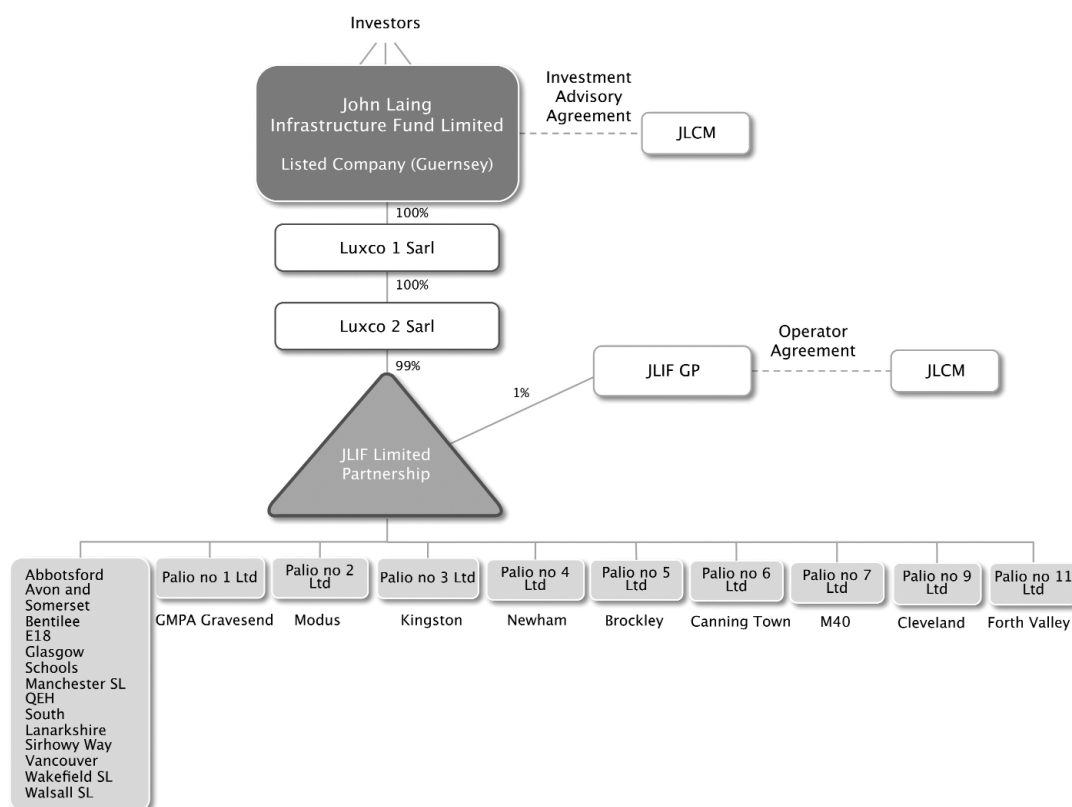 Investors
John Laing
Infrastructure Fund Limited
Listed Company (Guernsey)
Investment
Advisory
Agreement
JLCM
100%
Luxco 1 Sarl
100%
Luxco 2 Sarl
99%
Operator
Agreement
JLIF GP
JLCM
1%
JLIF Limited
Partnership
Abbotsford
Avon and
Somerset
Bentilee
E18
Glasgow
Schools
Manchester SL
QEH
South
Lanarkshire
Sirhowy Way
Vancouver
Wakefield SL
Walsall SL
Palio no 1 Ltd
GMPA Gravesend
Palio no 2
Ltd
Modus
Palio no 3 Ltd
Kingston
Palio no 4
Ltd
Newham
Palio no 5
Ltd
Brockley
Palio no 6
Ltd
Canning Town
Palio no 7
Ltd
M40
Palio no 9
Ltd
Cleveland
Palio no 11
Ltd
Forth Valley